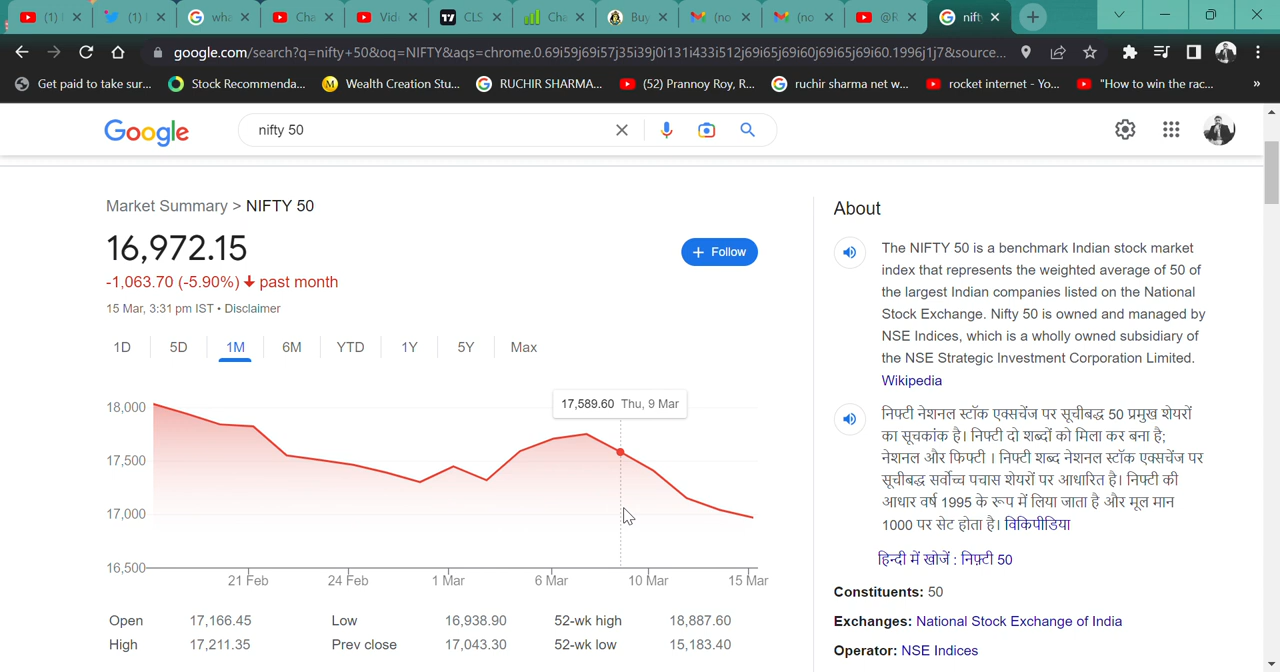 (1) I
(1) I
wha
Cha
Vide
CLS
Cha
Buy
(no
(no
@R
nift
google.com/search?q=nifty+50&oq=NIFTY&aqs=chrome.0.69i59j69i57j35i39j0i131i433i512j69i65j69i60j69i65j69i60.1996j1j7&source...
Get paid to take sur... Stock Recommenda... Wealth Creation Stu... RUCHIR SHARMA... (52) Prannoy Roy, R... ruchir sharma net w... rocket internet - Yo... "How to win the rac... »
Google nifty 50
Market Summary > NIFTY 50
16,972.15
+ Follow
-1,063.70 (-5.90%) ↓ past month
15 Mar, 3:31 pm IST • Disclaimer
1D 5D 1M 6M YTD 1Y 5Y Max
17,589.60 Thu, 9 Mar
18,000
17,500
17,000
16,500
21 Feb 24 Feb 1 Mar 6 Mar 10 Mar 15 Mar
Open 17,166.45 Low 16,938.90 52-wk high 18,887.60
High 17,211.35 Prev close 17,043.30 52-wk low 15,183.40
About
The NIFTY 50 is a benchmark Indian stock market
index that represents the weighted average of 50 of
the largest Indian companies listed on the National
Stock Exchange. Nifty 50 is owned and managed by
NSE Indices, which is a wholly owned subsidiary of
the NSE Strategic Investment Corporation Limited.
Wikipedia
निफ्टी नेशनल स्टॉक एक्सचेंज पर सूचीबद्ध 50 प्रमुख शेयरों
का सूचकांक है। निफ्टी दो शब्दों को मिला कर बना है;
नेशनल और फिफ्टी । निफ्टी शब्द नेशनल स्टॉक एक्सचेंज पर
सूचीबद्ध सर्वोच्च पचास शेयरों पर आधारित है। निफ्टी की
आधार वर्ष 1995 के रूप में लिया जाता है और मूल मान
1000 पर सेट होता है। विकिपीडिया
हिन्दी में खोजें : निफ़्टी 50
Constituents: 50
Exchanges: National Stock Exchange of India
Operator: NSE Indices